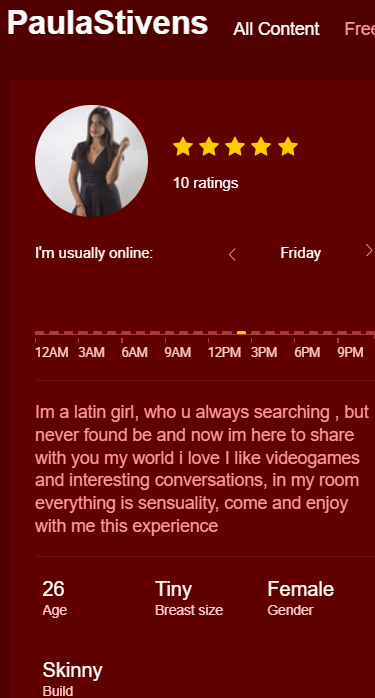 PaulaStivens All Content Free
10 ratings
I'm usually online: Friday
12AM 3AM 6AM 9AM 12PM 3PM 6PM 9PM
Im a latin girl, who u always searching , but
never found be and now im here to share
with you my world i love I like videogames
and interesting conversations, in my room
everything is sensuality, come and enjoy
with me this experience
26 Tiny Female
Age Breast size Gender
Skinny
Build